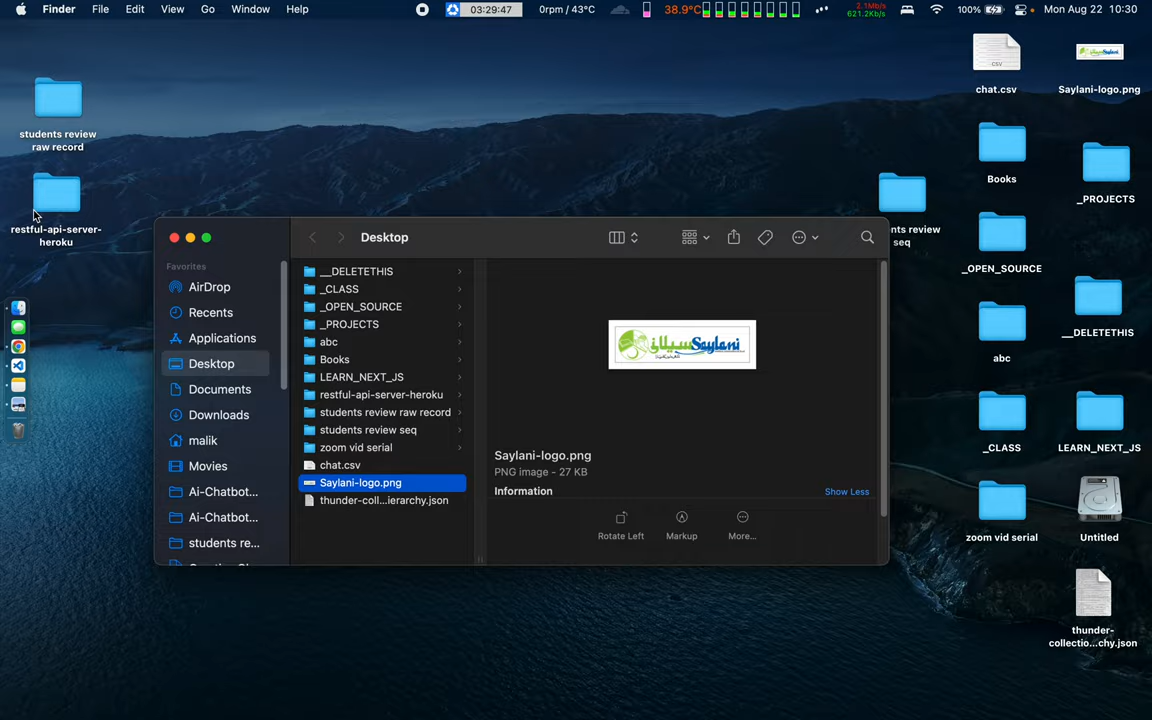 Finder File Edit View Go Window Help 03:29:47 0rpm / 43°C 38.9°C 2.1Mb/s 621.2Kb/s 100% Mon Aug 22 10:30
CSV
chat.csv
Saylani-logo.png
students review
raw record
Books
_PROJECTS
restful-api-server-
heroku
nts review
seq
_OPEN_SOURCE
__DELETETHIS
abc
_CLASS
LEARN_NEXT_JS
zoom vid serial
Untitled
thunder-
collectio...chy.json
Desktop
Favorites
AirDrop
Recents
Applications
Desktop
Documents
Downloads
malik
Movies
Ai-Chatbot...
Ai-Chatbot...
students re...
__DELETETHIS
_CLASS
_OPEN_SOURCE
_PROJECTS
abc
Books
LEARN_NEXT_JS
restful-api-server-heroku
students review raw record
students review seq
zoom vid serial
chat.csv
Saylani-logo.png
thunder-coll...ierarchy.json
سیلانی Saylani
Saylani-logo.png
PNG image - 27 KB
Information Show Less
Rotate Left Markup More...